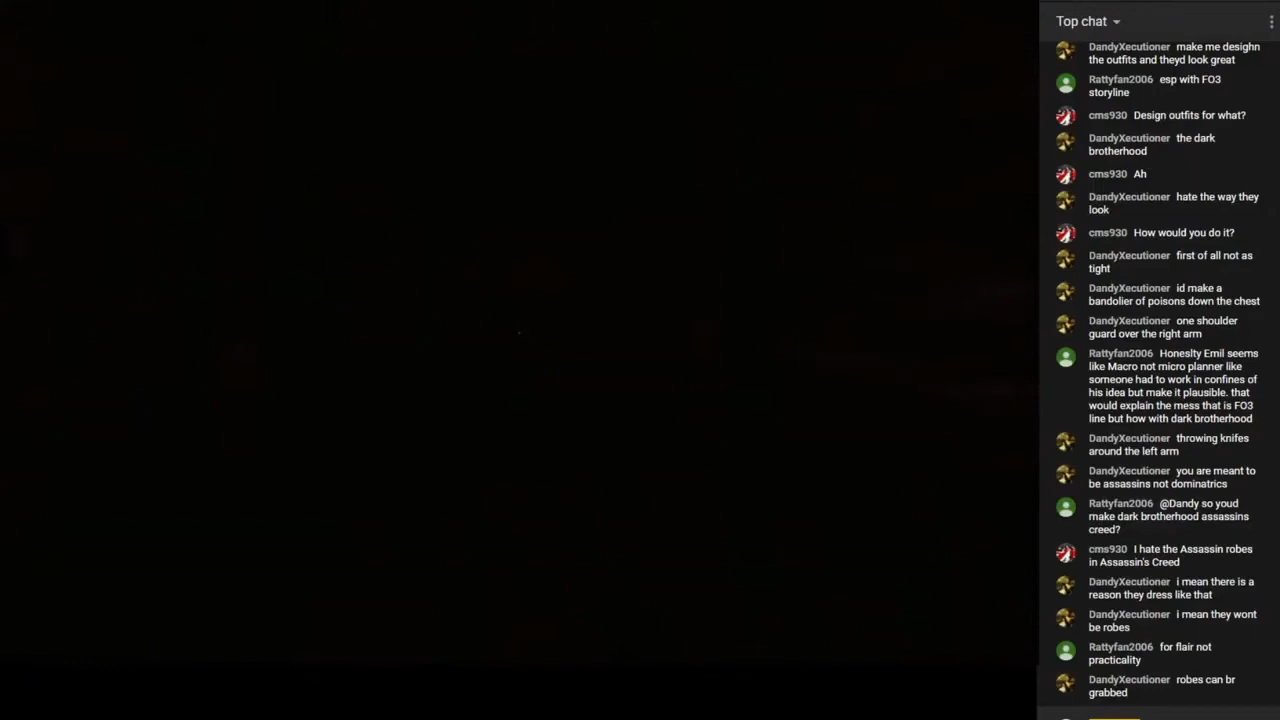 Top chat
DandyXecutioner make me desighn
the outfits and theyd look great
Rattyfan2006 esp with FO3
storyline
cms930 Design outfits for what?
DandyXecutioner the dark
brotherhood
cms930 Ah
DandyXecutioner hate the way they
look
cms930 How would you do it?
DandyXecutioner first of all not as
tight
DandyXecutioner id make a
bandolier of poisons down the chest
DandyXecutioner one shoulder
guard over the right arm
Rattyfan2006 Honeslty Emil seems
like Macro not micro planner like
someone had to work in confines of
his idea but make it plausible. that
would explain the mess that is FO3
line but how with dark brotherhood
DandyXecutioner throwing knifes
around the left arm
DandyXecutioner you are meant to
be assassins not dominatrics
Rattyfan2006 @Dandy so youd
make dark brotherhood assassins
creed?
cms930 I hate the Assassin robes
in Assassin's Creed
DandyXecutioner i mean there is a
reason they dress like that
DandyXecutioner i mean they wont
be robes
Rattyfan2006 for flair not
practicality
DandyXecutioner robes can br
grabbed